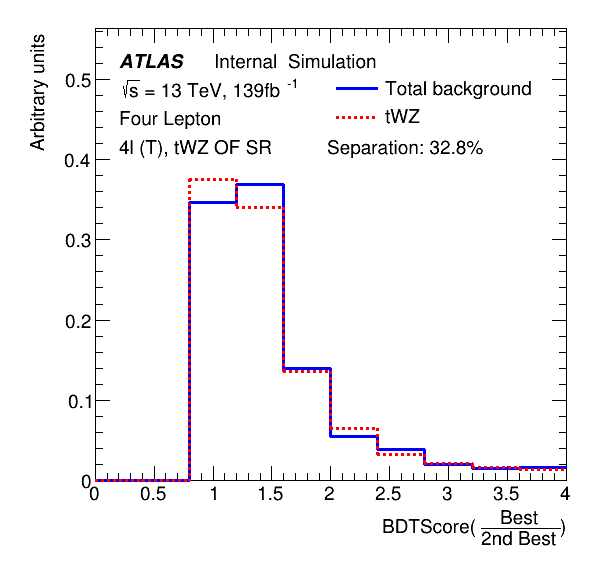 ATLAS Internal Simulation
√s = 13 TeV, 139fb⁻¹
Total background
Four Lepton
tWZ
4l (T), tWZ OF SR
Separation: 32.8%
Arbitrary units
0.5
0.4
0.3
0.2
0.1
0
0 0.5 1 1.5 2 2.5 3 3.5 4
BDTScore(Best/2nd Best)